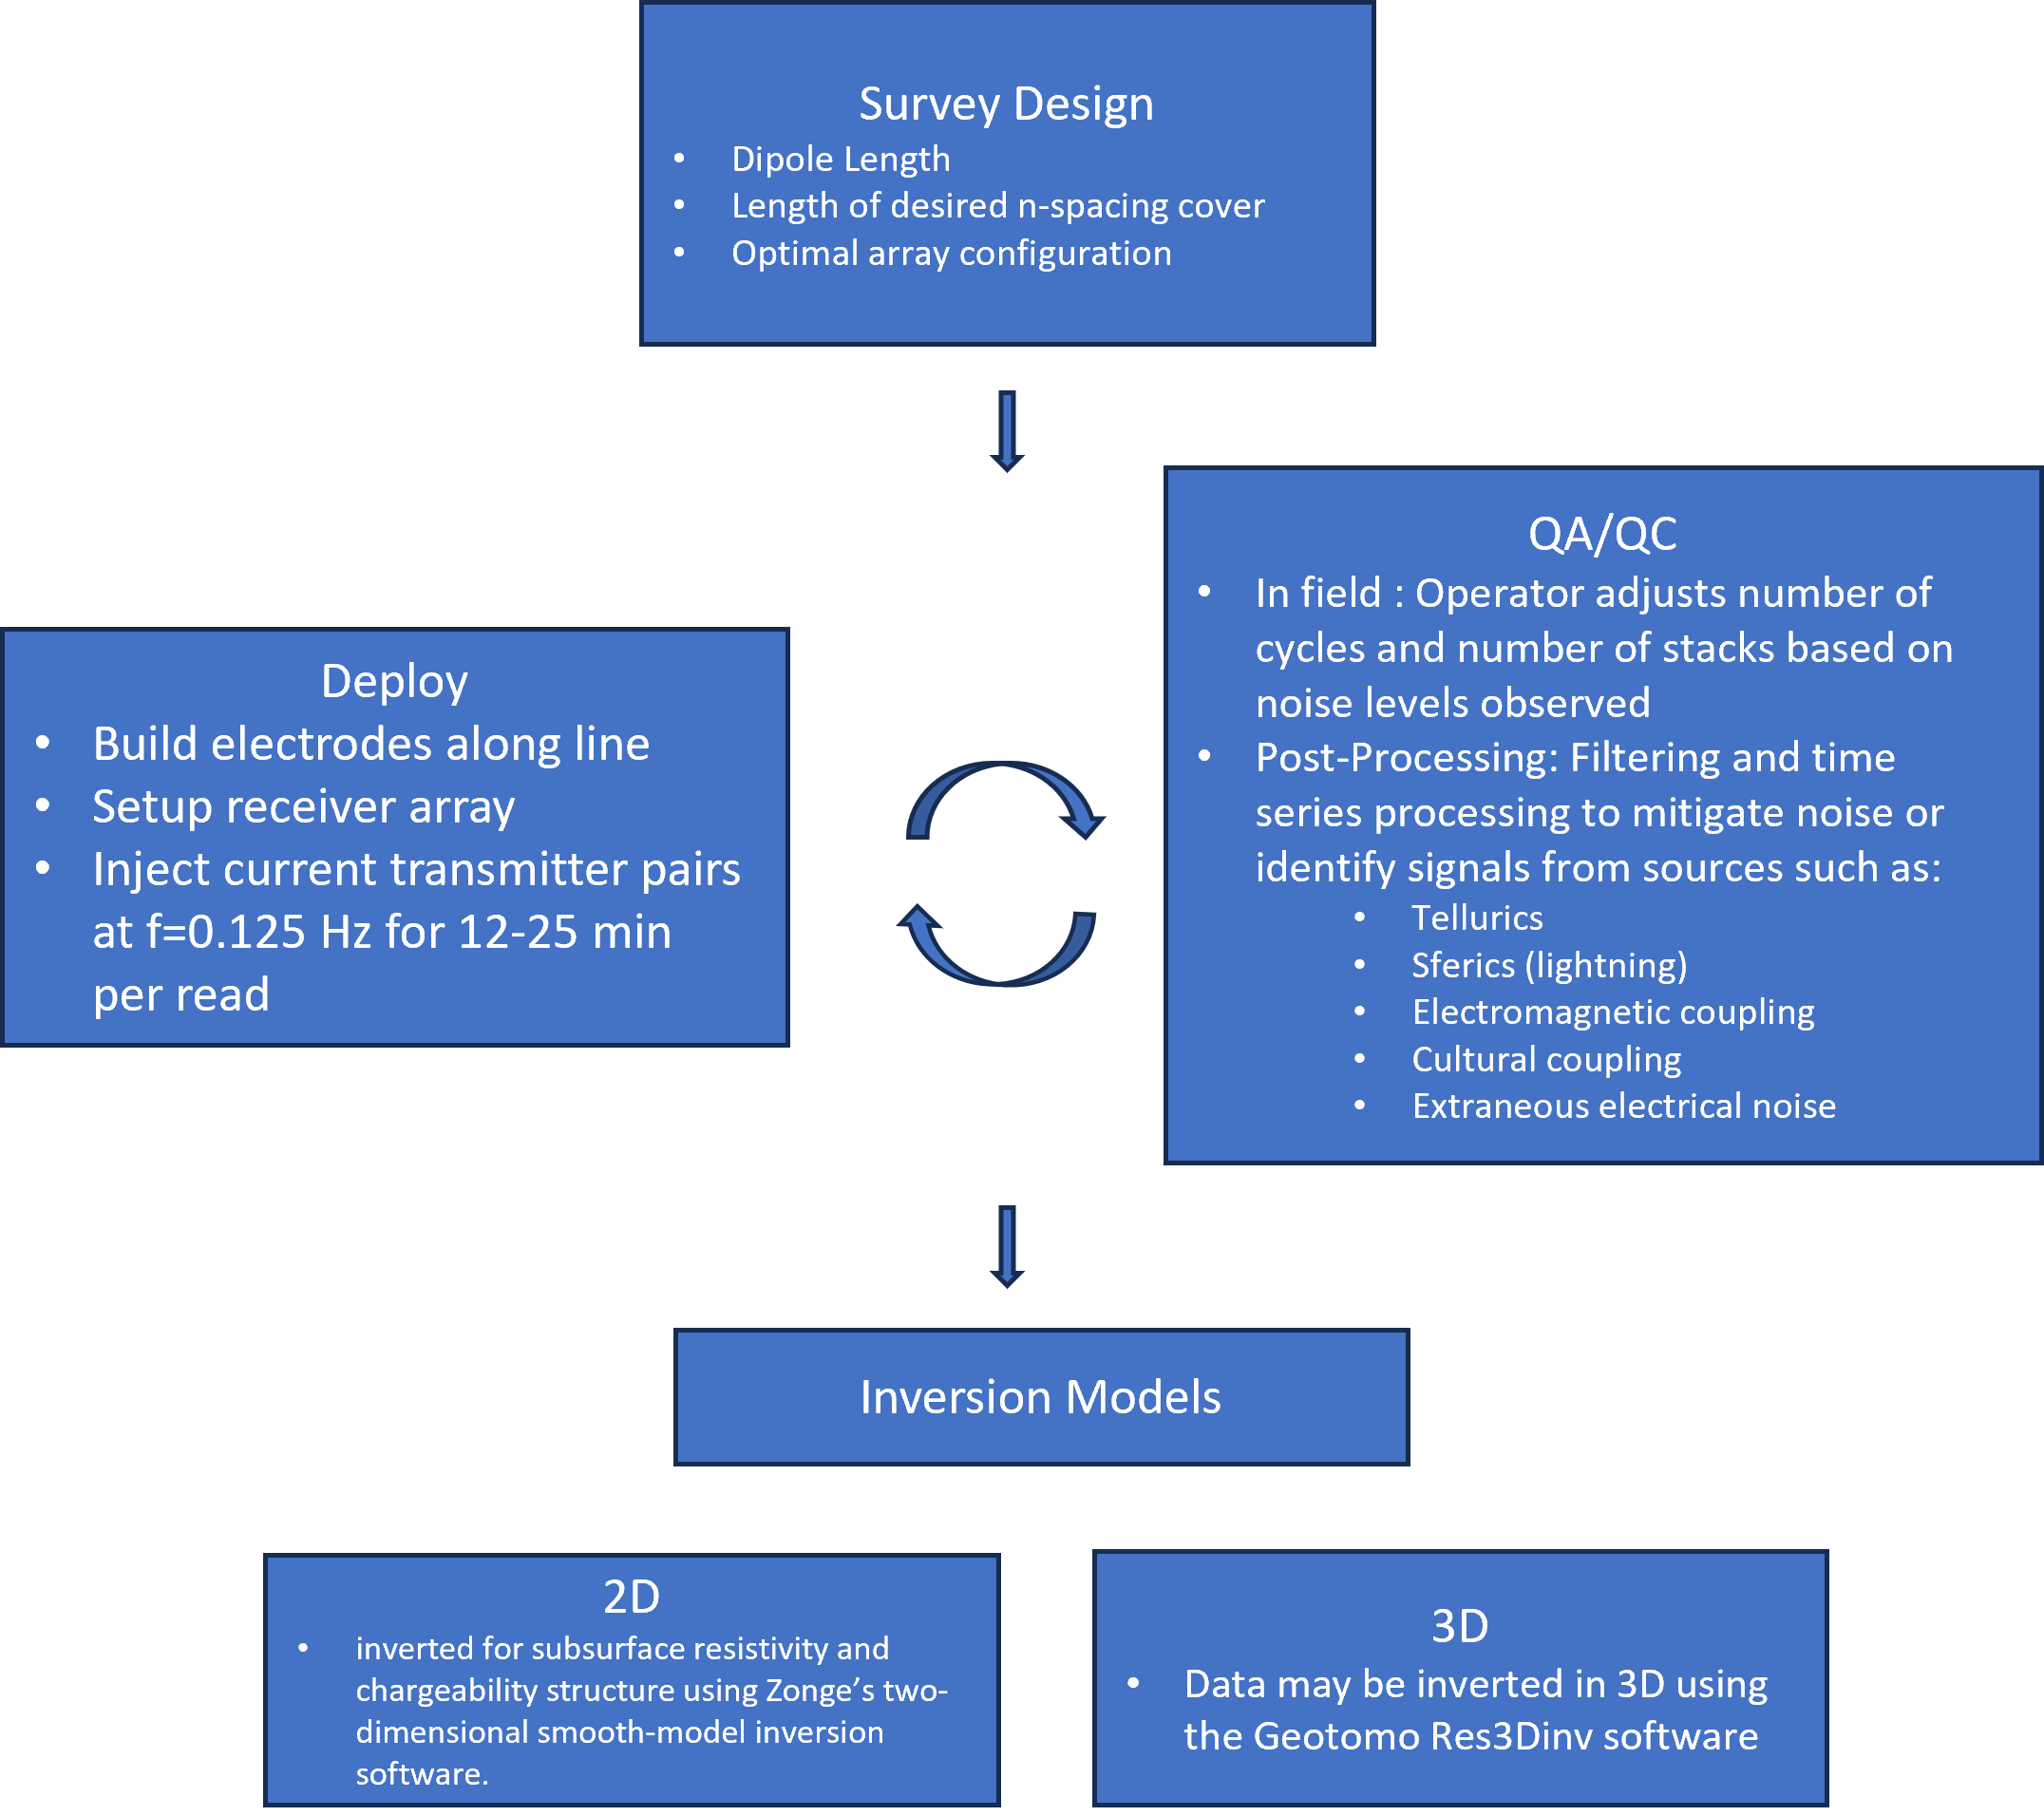 Survey Design
• Dipole Length
• Length of desired n-spacing cover
• Optimal array configuration
Deploy
• Build electrodes along line
• Setup receiver array
• Inject current transmitter pairs
at f=0.125 Hz for 12-25 min
per read
QA/QC
• In field : Operator adjusts number of
cycles and number of stacks based on
noise levels observed
• Post-Processing: Filtering and time
series processing to mitigate noise or
identify signals from sources such as:
• Tellurics
• Sferics (lightning)
• Electromagnetic coupling
• Cultural coupling
• Extraneous electrical noise
Inversion Models
2D
• inverted for subsurface resistivity and
chargeability structure using Zonge’s two-
dimensional smooth-model inversion
software.
3D
• Data may be inverted in 3D using
the Geotomo Res3Dinv software